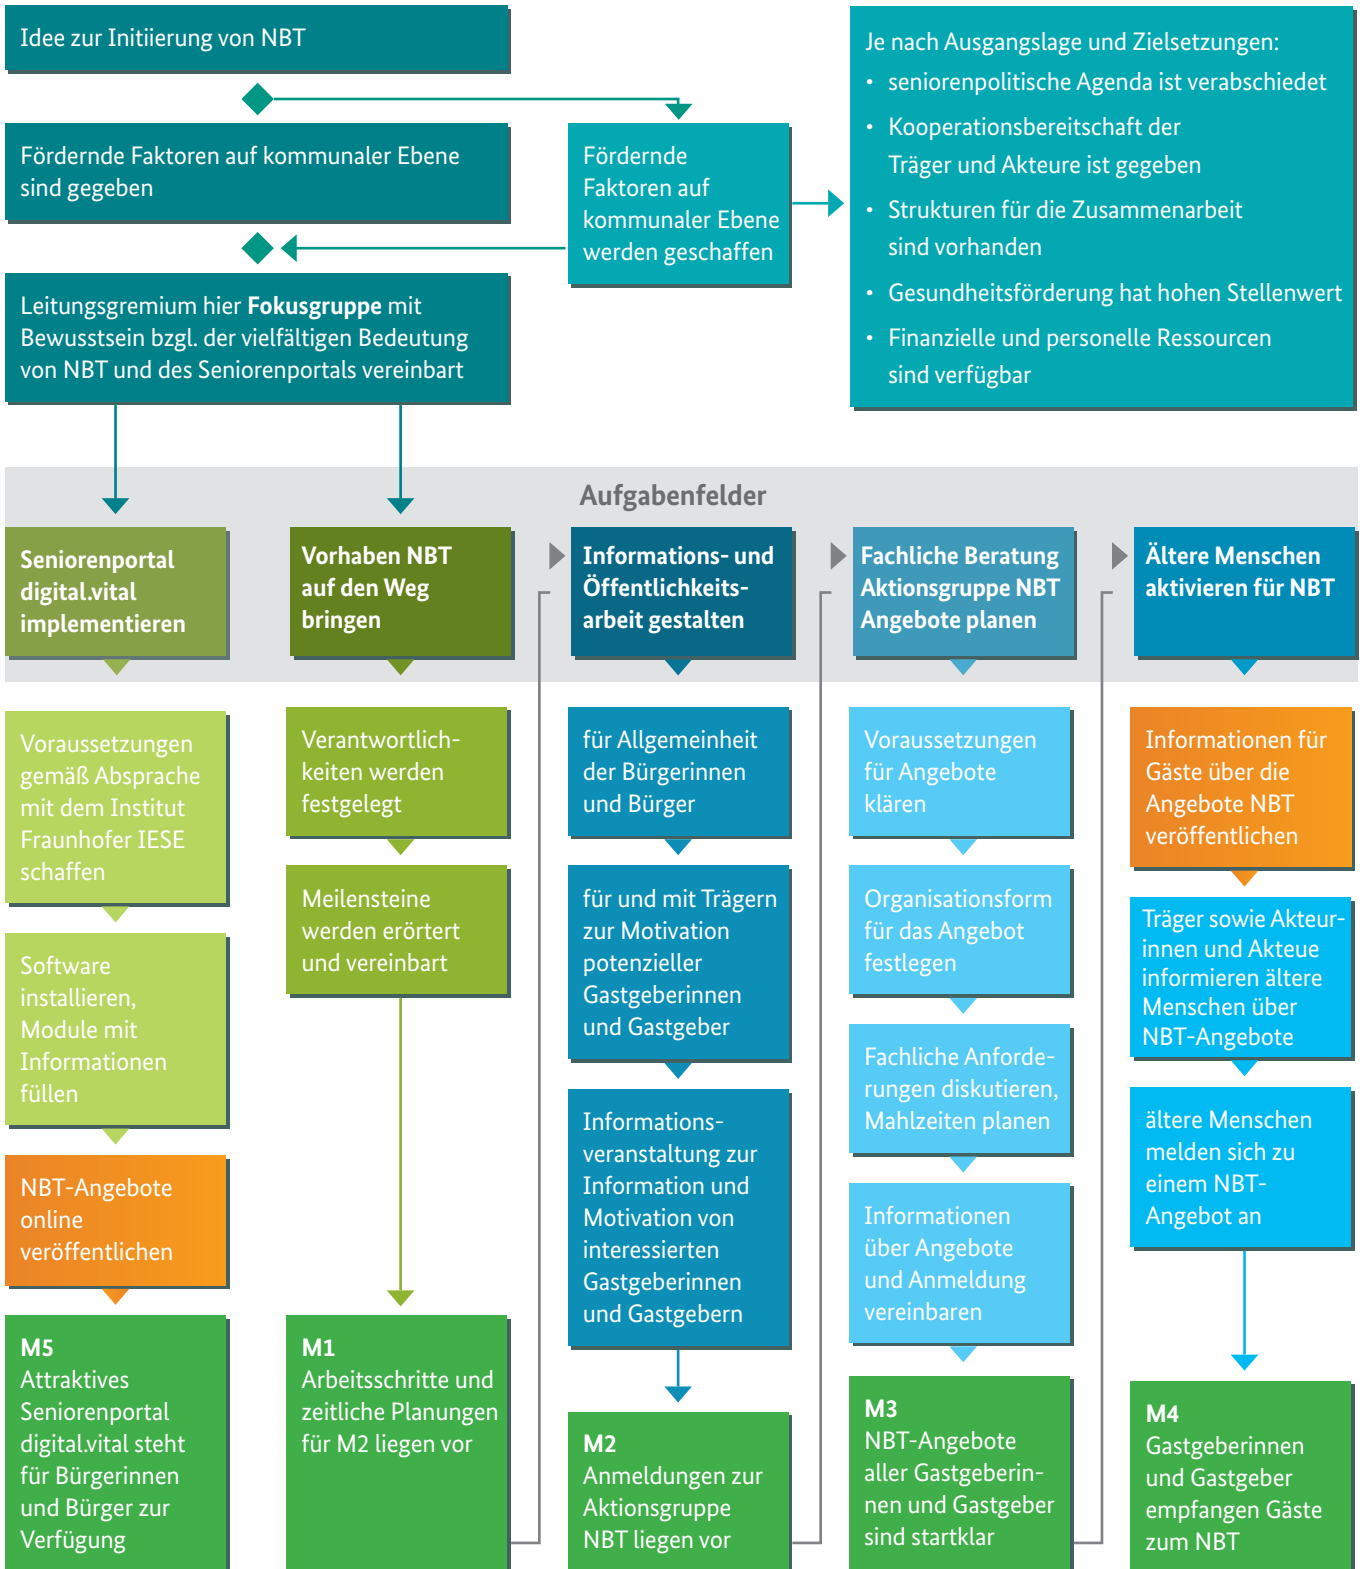 Idee zur Initiierung von NBT
Fördernde Faktoren auf kommunaler Ebene
sind gegeben
Fördernde
Faktoren auf
kommunaler Ebene
werden geschaffen
Je nach Ausgangslage und Zielsetzungen:
• seniorenpolitische Agenda ist verabschiedet
• Kooperationsbereitschaft der
Träger und Akteure ist gegeben
• Strukturen für die Zusammenarbeit
sind vorhanden
• Gesundheitsförderung hat hohen Stellenwert
• Finanzielle und personelle Ressourcen
sind verfügbar
Leitungsgremium hier Fokusgruppe mit
Bewusstsein bzgl. der vielfältigen Bedeutung
von NBT und des Seniorenportals vereinbart
Aufgabenfelder
Seniorenportal
digital.vital
implementieren
Voraussetzungen
gemäß Absprache
mit dem Institut
Fraunhofer IESE
schaffen
Software
installieren,
Module mit
Informationen
füllen
NBT-Angebote
online
veröffentlichen
M5
Attraktives
Seniorenportal
digital.vital steht
für Bürgerinnen
und Bürger zur
Verfügung
Vorhaben NBT
auf den Weg
bringen
Verantwortlich-
keiten werden
festgelegt
Meilensteine
werden erörtert
und vereinbart
M1
Arbeitsschritte und
zeitliche Planungen
für M2 liegen vor
Informations- und
Öffentlichkeits-
arbeit gestalten
für Allgemeinheit
der Bürgerinnen
und Bürger
für und mit Trägern
zur Motivation
potenzieller
Gastgeberinnen
und Gastgeber
Informations-
veranstaltung zur
Information und
Motivation von
interessierten
Gastgeberinnen
und Gastgebern
M2
Anmeldungen zur
Aktionsgruppe
NBT liegen vor
Fachliche Beratung
Aktionsgruppe NBT
Angebote planen
Voraussetzungen
für Angebote
klären
Organisationsform
für das Angebot
festlegen
Fachliche Anforde-
rungen diskutieren,
Mahlzeiten planen
Informationen
über Angebote
und Anmeldung
vereinbaren
M3
NBT-Angebote
aller Gastgeberin-
nen und Gastgeber
sind startklar
Ältere Menschen
aktivieren für NBT
Informationen für
Gäste über die
Angebote NBT
veröffentlichen
Träger sowie Akteur-
innen und Akteue
informieren ältere
Menschen über
NBT-Angebote
ältere Menschen
melden sich zu
einem NBT-
Angebot an
M4
Gastgeberinnen
und Gastgeber
empfangen Gäste
zum NBT